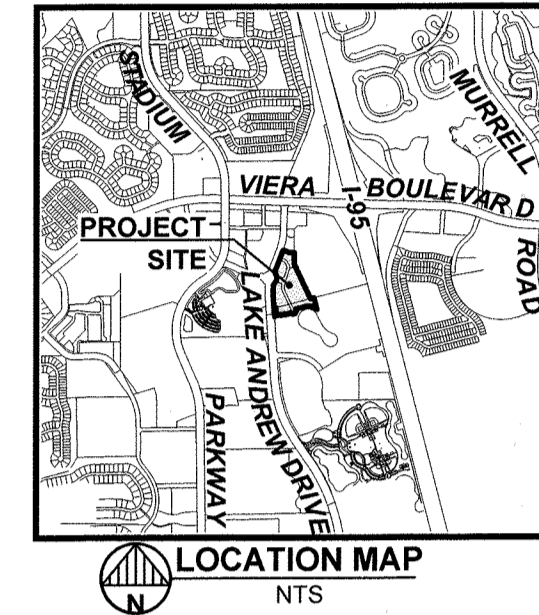 STADIUM
MURRELL
VIERA
I-95
BOULEVARD
PROJECT
SITE
ROAD
LAKE ANDREW DRIVE
PARKWAY
LOCATION MAP
NTS
N